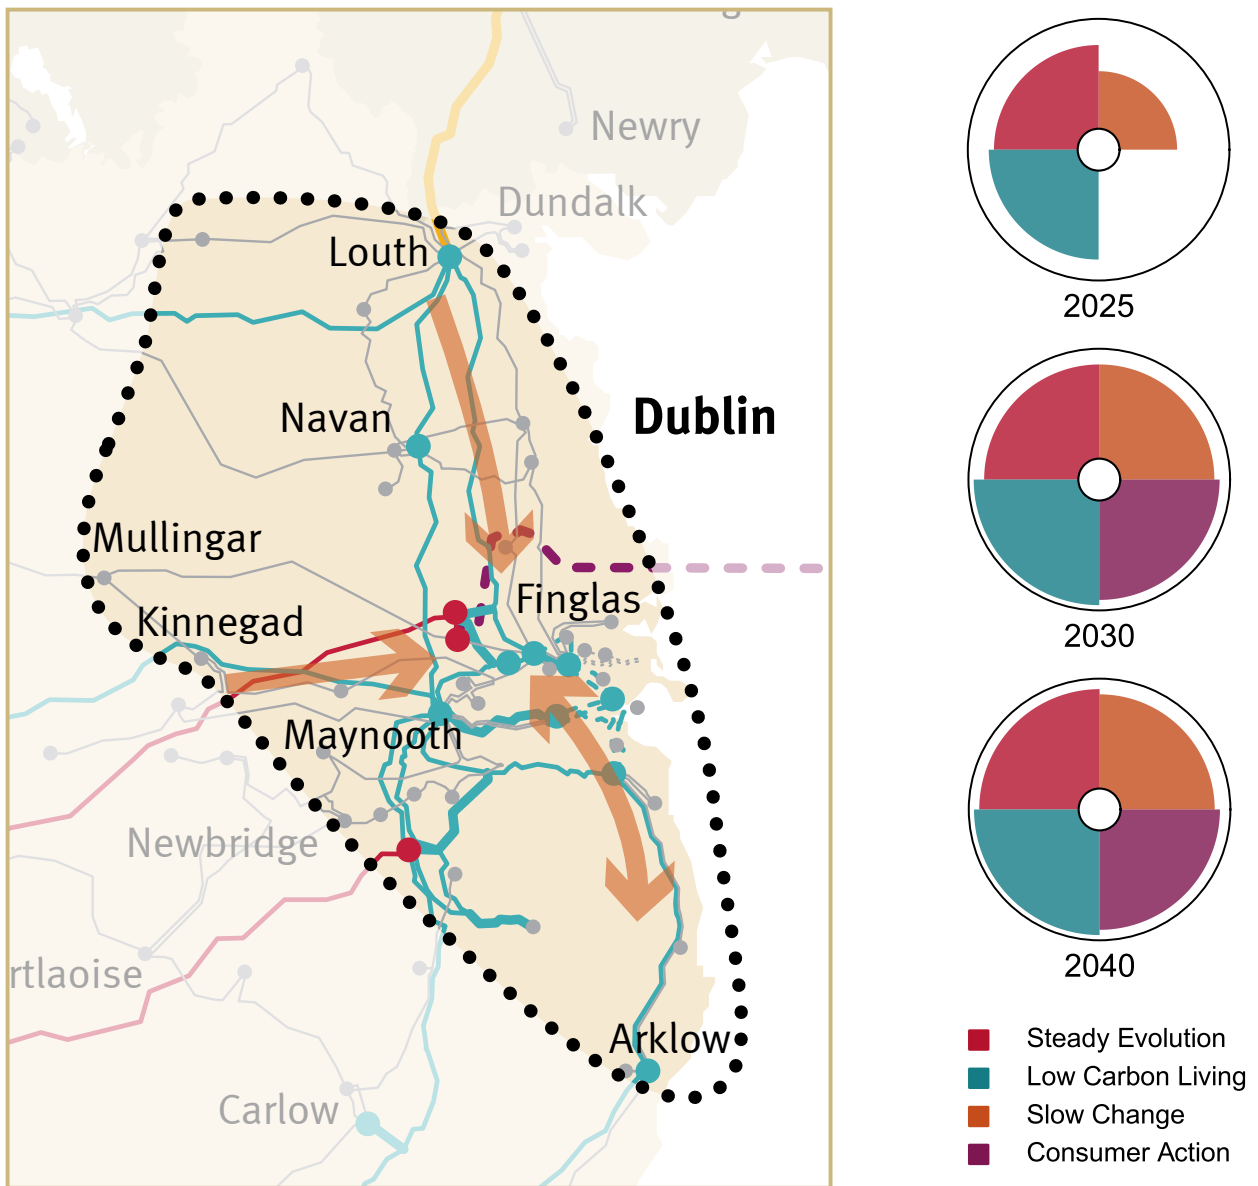 Newry
Dundalk
Louth
Navan
Dublin
Mullingar
Kinnegad
Finglas
Maynooth
Newbridge
rtlaoise
Arklow
Carlow
2025
2030
2040
Steady Evolution
Low Carbon Living
Slow Change
Consumer Action